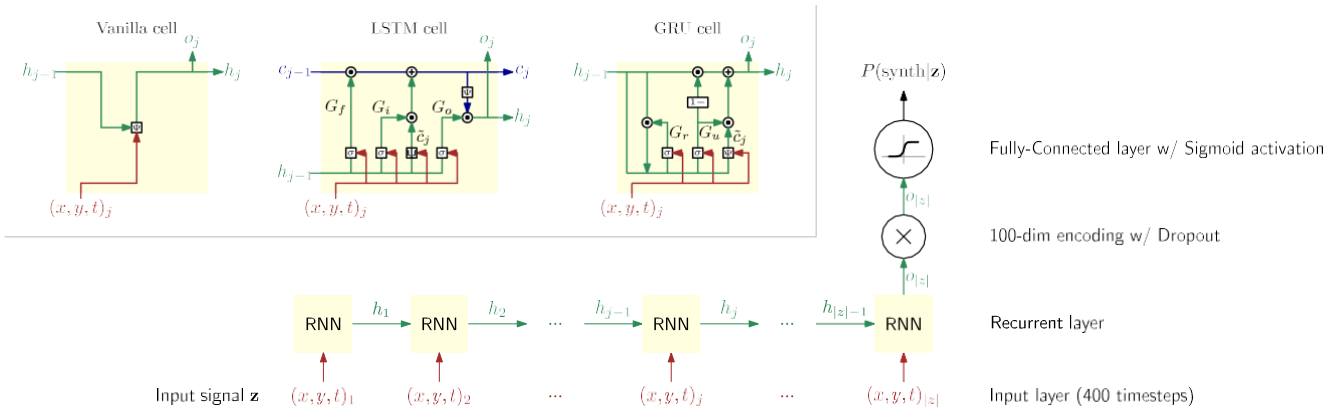 Vanilla cell
LSTM cell
GRU cell
o_j
o_j
o_j
h_{j−1}
h_j
c_{j−1}
c_j
h_{j−1}
h_j
Ψ
G_f
G_i
G_o
Ψ
h_j
c̃_j
1−
G_r
G_u
c̃_j
σ
σ
Ψ
σ
σ
σ
Ψ
h_{j−1}
(x, y, t)_j
(x, y, t)_j
(x, y, t)_j
P(synth|z)
Fully-Connected layer w/ Sigmoid activation
o_{|z|}
100-dim encoding w/ Dropout
o_{|z|}
RNN
h_1
RNN
h_2
...
h_{j−1}
RNN
h_j
...
h_{|z|−1}
RNN
Recurrent layer
Input signal z
(x, y, t)_1
(x, y, t)_2
...
(x, y, t)_j
...
(x, y, t)_{|z|}
Input layer (400 timesteps)